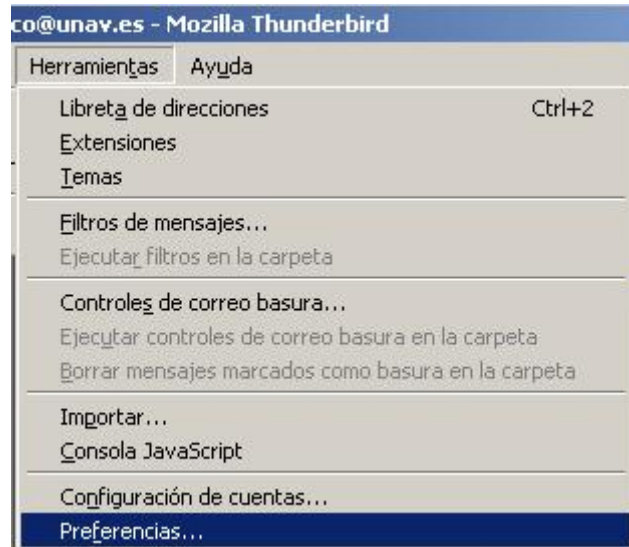 co@unav.es - Mozilla Thunderbird
Herramientas Ayuda
Libreta de direcciones Ctrl+2
Extensiones
Temas
Filtros de mensajes...
Ejecutar filtros en la carpeta
Controles de correo basura...
Ejecutar controles de correo basura en la carpeta
Borrar mensajes marcados como basura en la carpeta
Importar...
Consola JavaScript
Configuración de cuentas...
Preferencias...